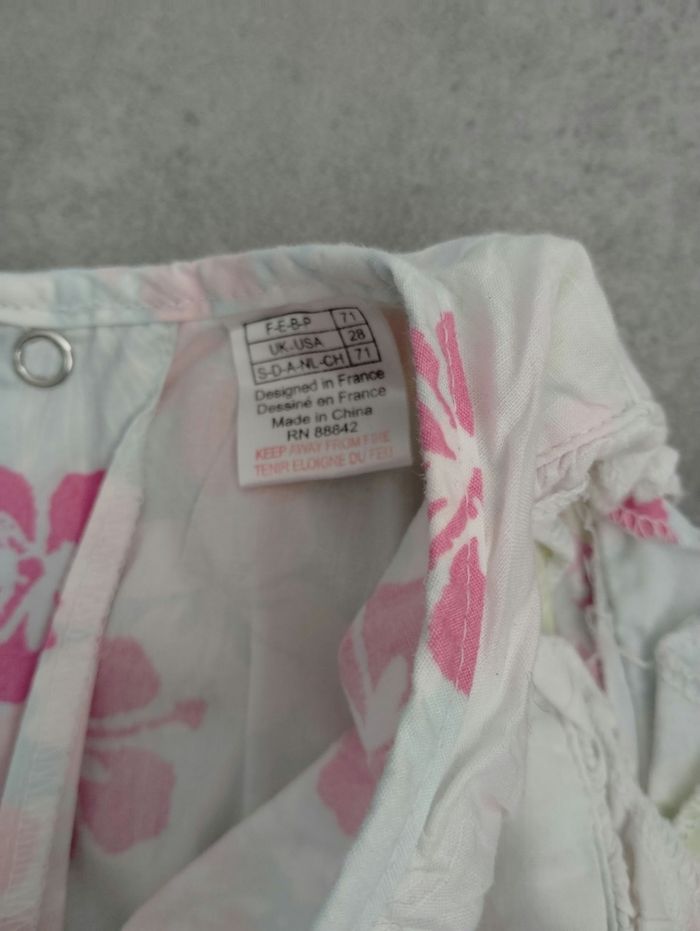 F-E-B-P 71
UK-USA 28
S-D-A-NL-CH 71
Designed in France
Dessiné en France
Made in China
RN 88842
KEEP AWAY FROM FIRE
TENIR ELOIGNE DU FEU